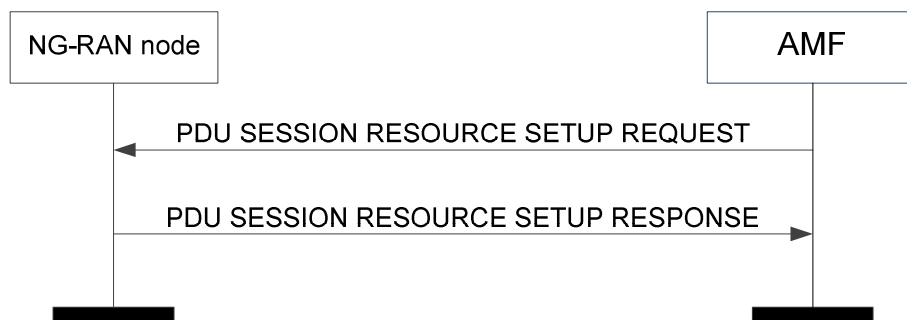 NG-RAN node
AMF
PDU SESSION RESOURCE SETUP REQUEST
PDU SESSION RESOURCE SETUP RESPONSE